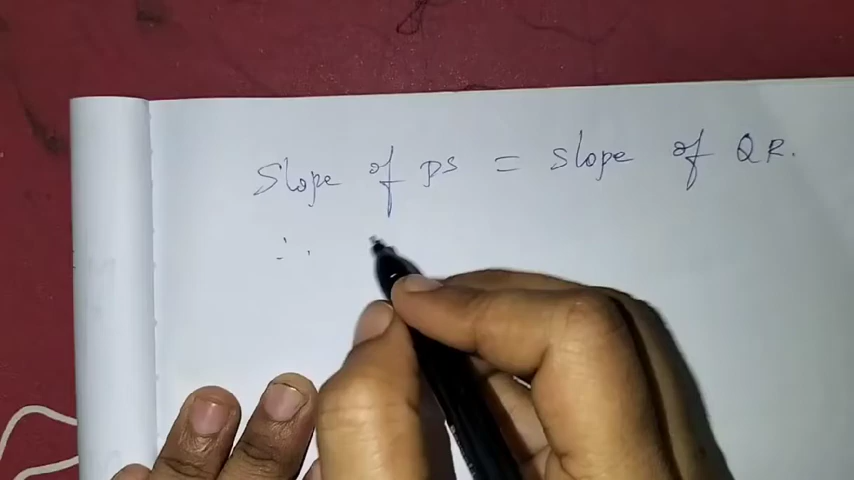 Slope of PS = slope of QR.
∴